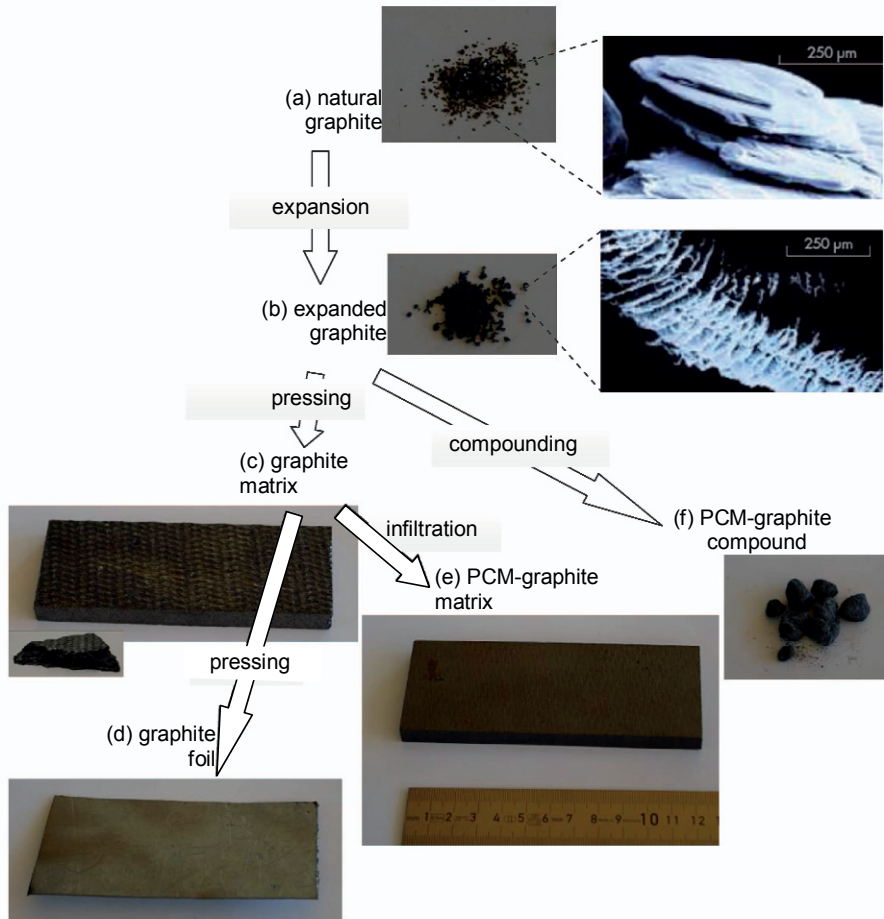 250 µm
(a) natural
graphite
expansion
250 µm
(b) expanded
graphite
pressing
compounding
(c) graphite
matrix
(f) PCM-graphite
compound
infiltration
(e) PCM-graphite
matrix
pressing
(d) graphite
foil
1 2 3 4 5 6 7 8 9 10 11 12